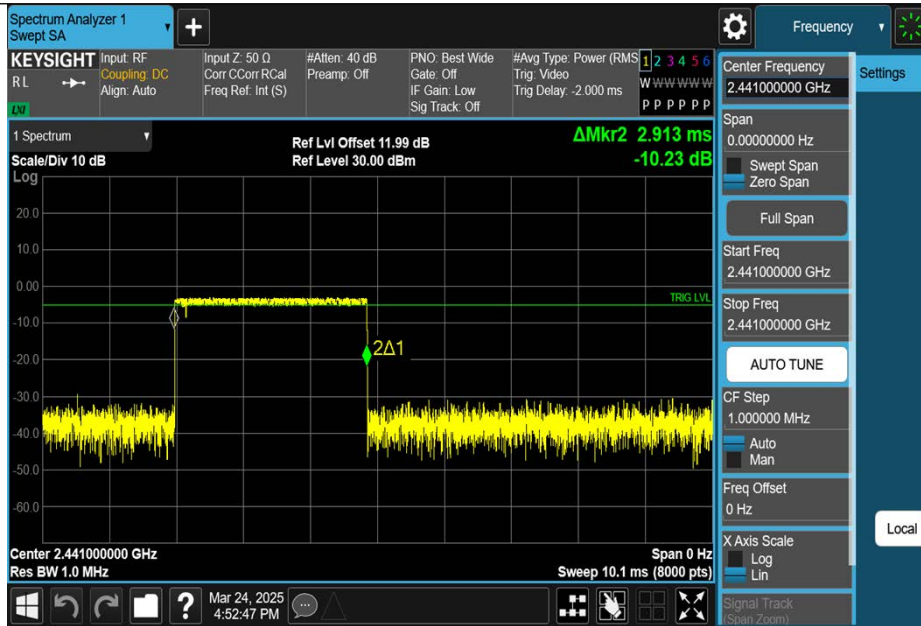 Spectrum Analyzer 1
Swept SA
Frequency
KEYSIGHT
RL
LXI
Input: RF
Coupling: DC
Align: Auto
Input Z: 50 Ω
Corr CCorr RCal
Freq Ref: Int (S)
#Atten: 40 dB
Preamp: Off
PNO: Best Wide
Gate: Off
IF Gain: Low
Sig Track: Off
#Avg Type: Power (RMS
Trig: Video
Trig Delay: -2.000 ms
1 2 3 4 5 6
W W W W W W
P P P P P P
1 Spectrum
Scale/Div 10 dB
Log
Ref Lvl Offset 11.99 dB
Ref Level 30.00 dBm
ΔMkr2 2.913 ms
-10.23 dB
20.0
10.0
0.00
-10.0
-20.0
-30.0
-40.0
-50.0
-60.0
TRIG LVL
2Δ1
Center 2.441000000 GHz
Res BW 1.0 MHz
Span 0 Hz
Sweep 10.1 ms (8000 pts)
Mar 24, 2025
4:52:47 PM
Center Frequency
2.441000000 GHz
Span
0.00000000 Hz
Swept Span
Zero Span
Full Span
Start Freq
2.441000000 GHz
Stop Freq
2.441000000 GHz
AUTO TUNE
CF Step
1.000000 MHz
Auto
Man
Freq Offset
0 Hz
X Axis Scale
Log
Lin
Signal Track
(Span Zoom)
Settings
Local